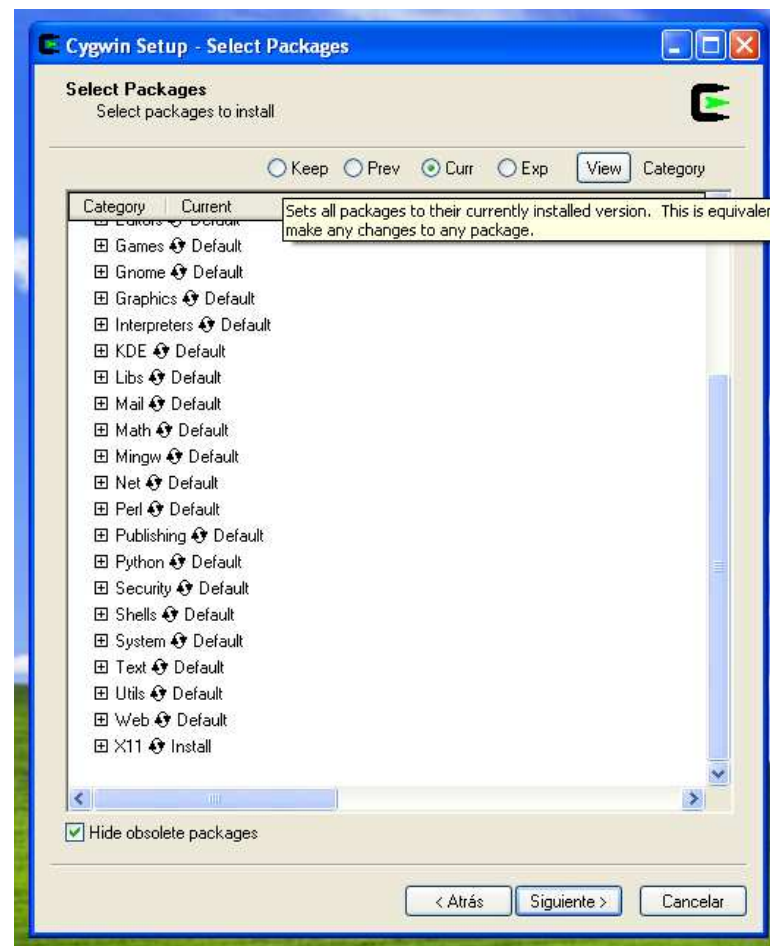 Cygwin Setup - Select Packages
Select Packages
Select packages to install
Keep Prev Curr Exp View Category
Category Current
Sets all packages to their currently installed version. This is
make any changes to any package.
Editors Default
Games Default
Gnome Default
Graphics Default
Interpreters Default
KDE Default
Libs Default
Mail Default
Math Default
Mingw Default
Net Default
Perl Default
Publishing Default
Python Default
Security Default
Shells Default
System Default
Text Default
Utils Default
Web Default
X11 Install
Hide obsolete packages
< Atrás Siguiente > Cancelar